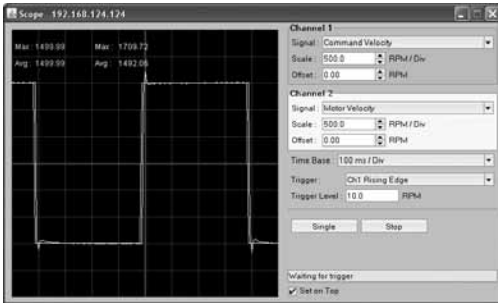 Scope 192.168.124.124
Max: 1499.99 Max: 1709.72
Avg: 1499.99 Avg: 1492.06
Channel 1
Signal: Command Velocity
Scale: 500.0 RPM / Div
Offset: 0.00 RPM
Channel 2
Signal: Motor Velocity
Scale: 500.0 RPM / Div
Offset: 0.00 RPM
Time Base: 100 ms / Div
Trigger: Ch1 Rising Edge
Trigger Level: 10.0 RPM
Single Stop
Waiting for trigger
Set on Top